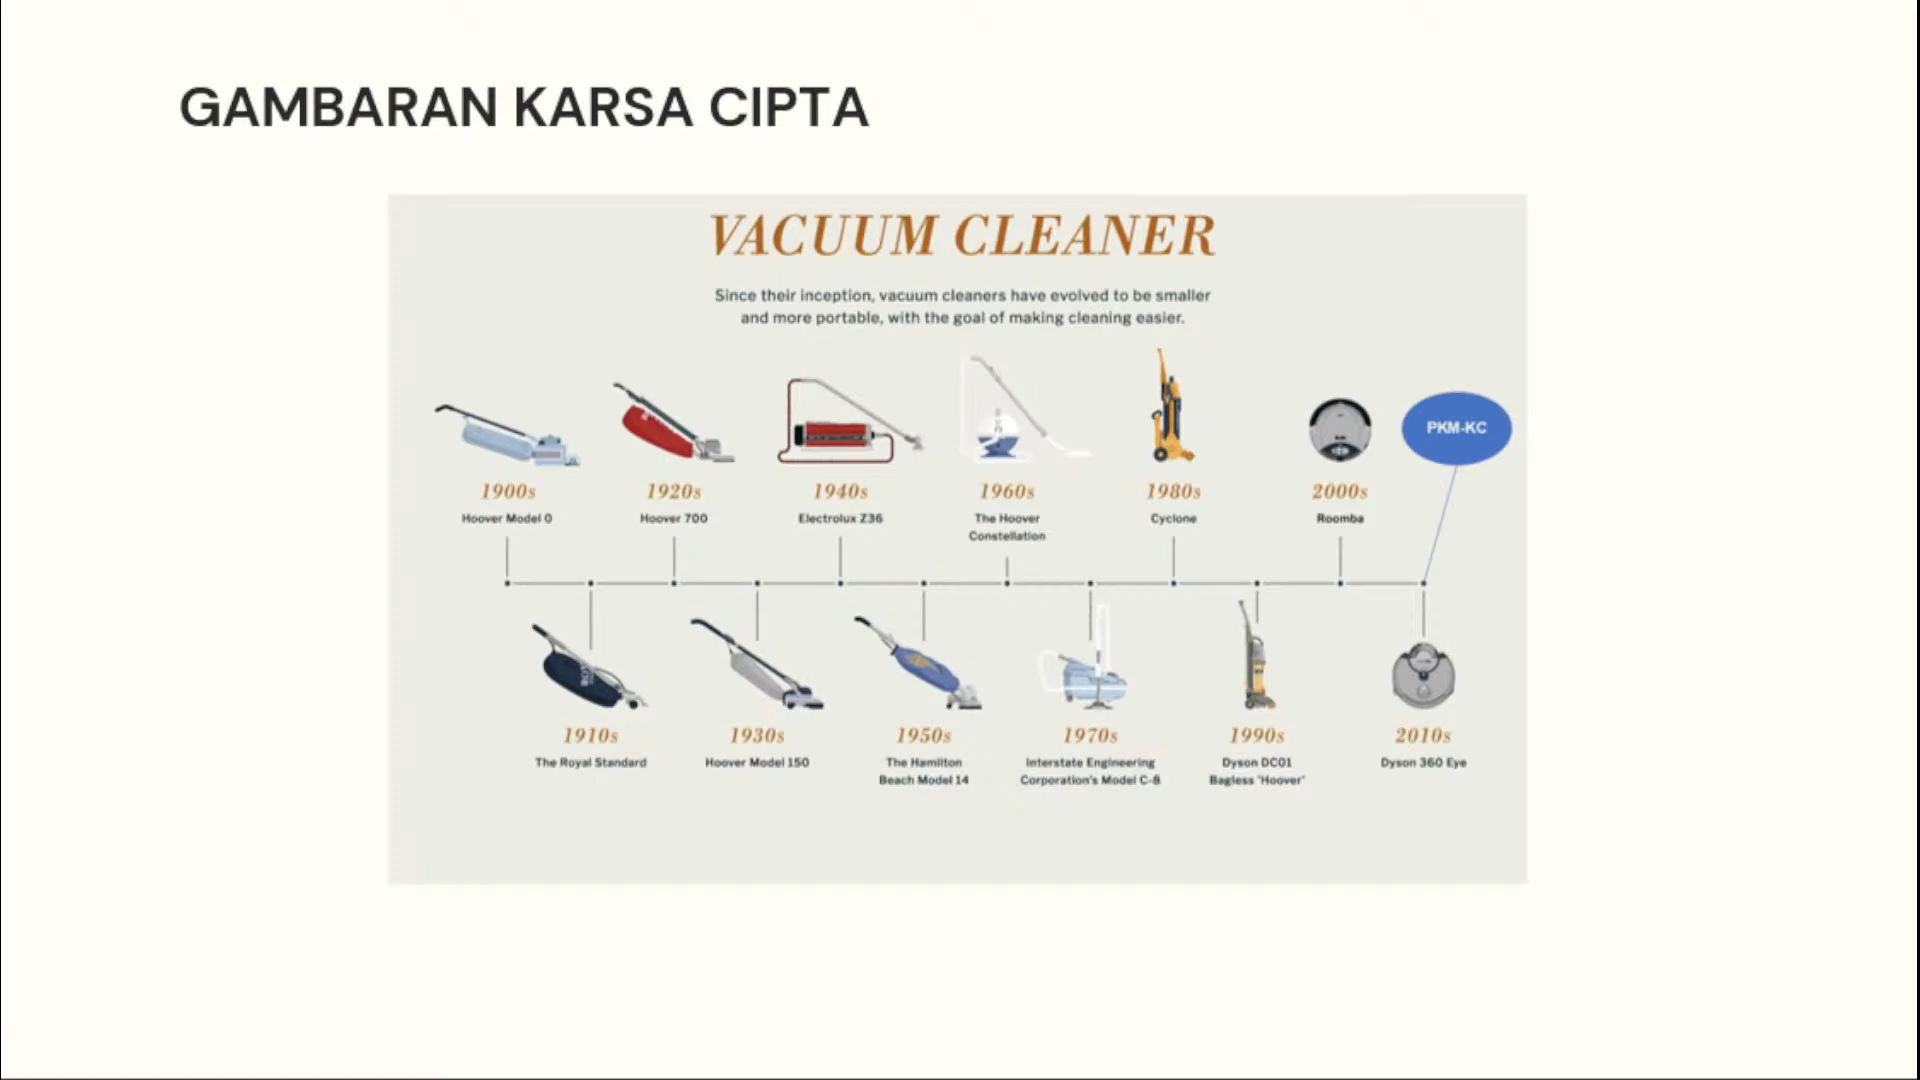 GAMBARAN KARSA CIPTA
VACUUM CLEANER
Since their inception, vacuum cleaners have evolved to be smaller
and more portable, with the goal of making cleaning easier.
PKM-KC
1900s
Hoover Model O
1920s
Hoover 700
1940s
Electrolux Z36
1960s
The Hoover
Constellation
1980s
Cyclone
2000s
Roomba
1910s
The Royal Standard
1930s
Hoover Model 150
1950s
The Hamilton
Beach Model 14
1970s
Interstate Engineering
Corporation's Model C-8
1990s
Dyson DC01
Bagless 'Hoover'
2010s
Dyson 360 Eye